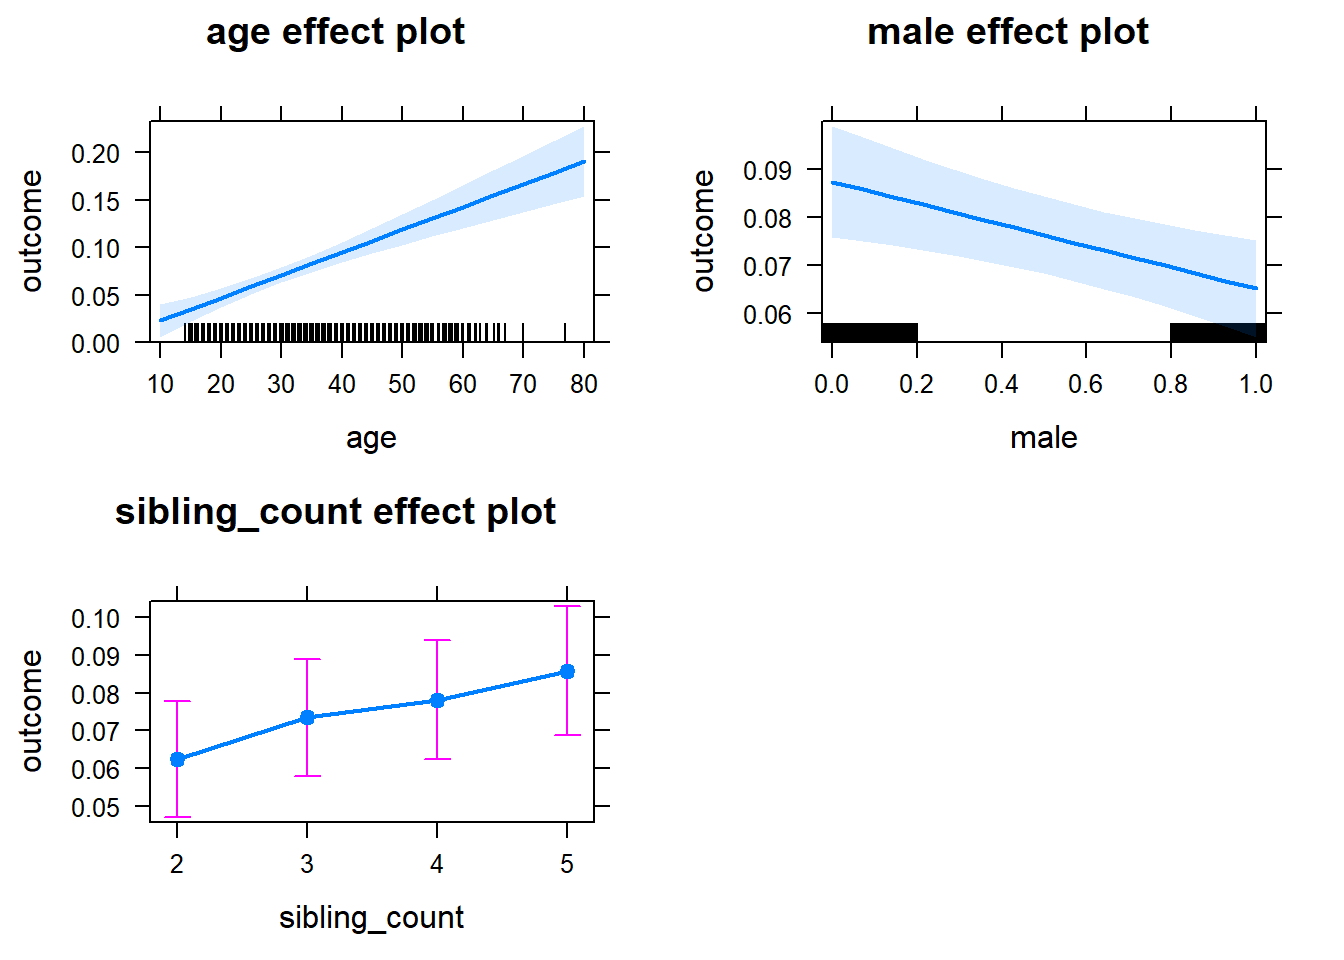 age effect plot
outcome
0.20
0.15
0.10
0.05
0.00
10 20 30 40 50 60 70 80
age
male effect plot
outcome
0.09
0.08
0.07
0.06
0.0 0.2 0.4 0.6 0.8 1.0
male
sibling_count effect plot
outcome
0.10
0.09
0.08
0.07
0.06
0.05
2 3 4 5
sibling_count